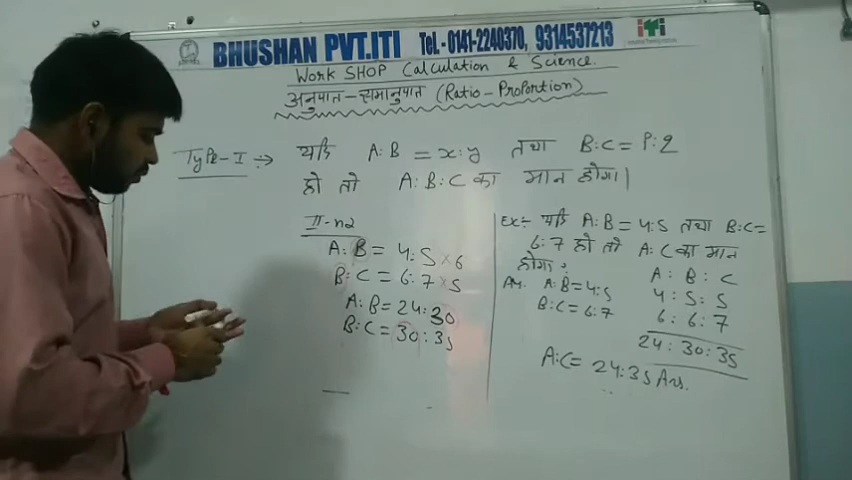 BHUSHAN PVT.ITI Tel.- 0141-2240370, 9314537213 iTi
Work SHOP Calculation & Science.
अनुपात-समानुपात (Ratio-Proportion)
Type-I ⇒ यदि A:B = x:y तथा B:C = P:q
हो तो A:B:C का मान होगा।
II-nd
A:B = 4:5 × 6
B:C = 6:7 × 5
A:B = 24:30
B:C = 30:35
Ex:- यदि A:B = 4:5 तथा B:C =
6:7 हो तो A:C का मान
होगा?
Ans. A:B = 4:5
B:C = 6:7
A : B : C
4 : 5 : 5
6 : 6 : 7
24 : 30 : 35
A:C = 24:35 Ans.